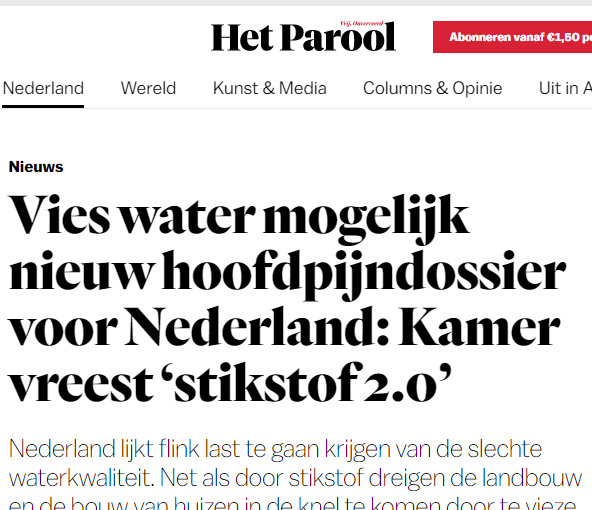 Vrij, Onverveerd
Het Parool
Abonneren vanaf €1,50 p
Nederland Wereld Kunst & Media Columns & Opinie Uit in A
Nieuws
Vies water mogelijk
nieuw hoofdpijndossier
voor Nederland: Kamer
vreest ‘stikstof 2.0’
Nederland lijkt flink last te gaan krijgen van de slechte
waterkwaliteit. Net als door stikstof dreigen de landbouw
en de bouw van huizen in de knel te komen door te vieze